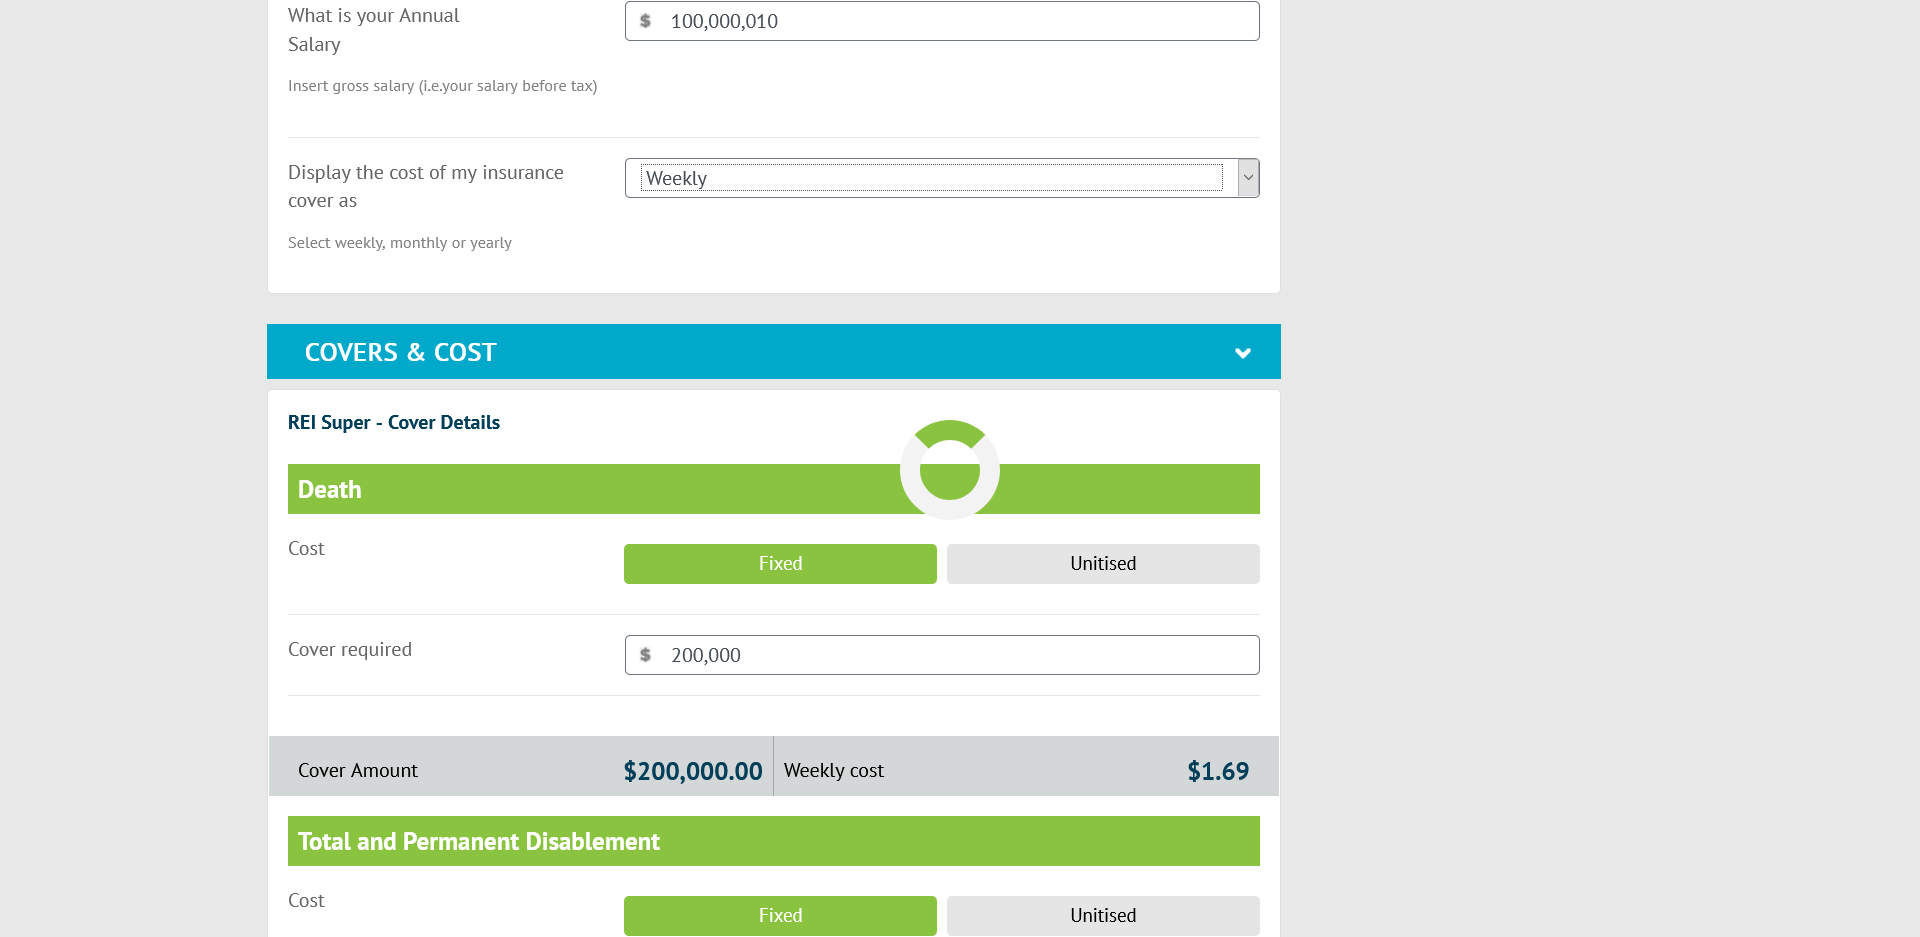 What is your Annual
Salary
$ 100,000,010
Insert gross salary (i.e.your salary before tax)
Display the cost of my insurance
cover as
Weekly
Select weekly, monthly or yearly
COVERS & COST
REI Super - Cover Details
Death
Cost
Fixed
Unitised
Cover required
$ 200,000
Cover Amount
$200,000.00
Weekly cost
$1.69
Total and Permanent Disablement
Cost
Fixed
Unitised